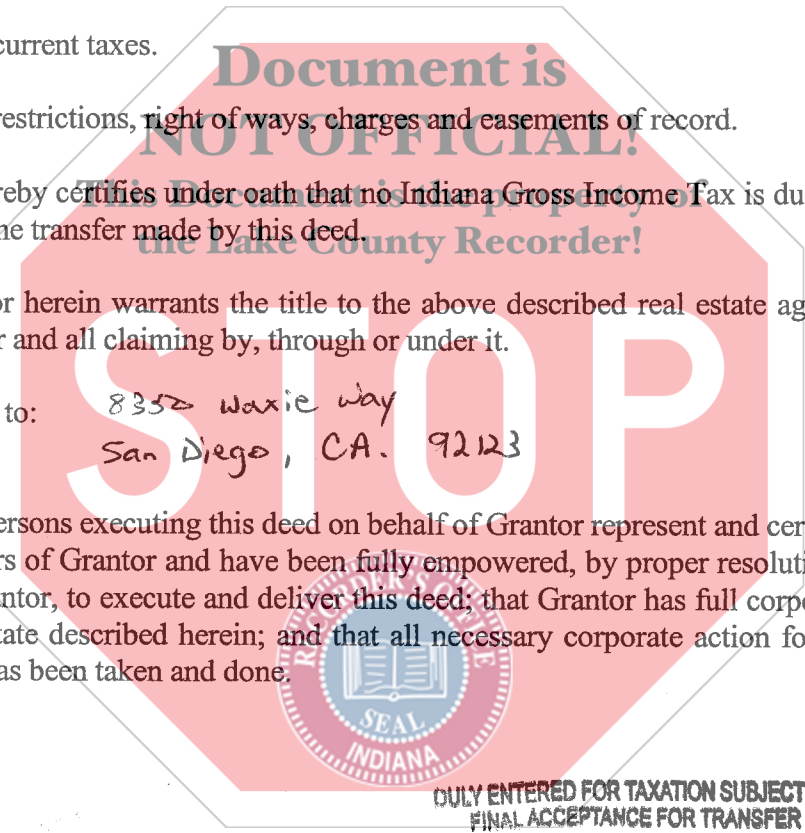 current taxes.
Document is
restrictions, right of ways, charges and easements of record.
NOT OFFICIAL!
reby certifies under oath that no Indiana Gross Income Tax is du
This Document is the property of
he transfer made by this deed.
the Lake County Recorder!
or herein warrants the title to the above described real estate ag
r and all claiming by, through or under it.
STOP
to: 8352 Waxie Way
San Diego, CA. 92123
ersons executing this deed on behalf of Grantor represent and cer
rs of Grantor and have been fully empowered, by proper resoluti
ntor, to execute and deliver this deed; that Grantor has full corp
tate described herein; and that all necessary corporate action fo
as been taken and done.
RECORDER'S OFFICE
SEAL
INDIANA
DULY ENTERED FOR TAXATION SUBJECT
FINAL ACCEPTANCE FOR TRANSFER